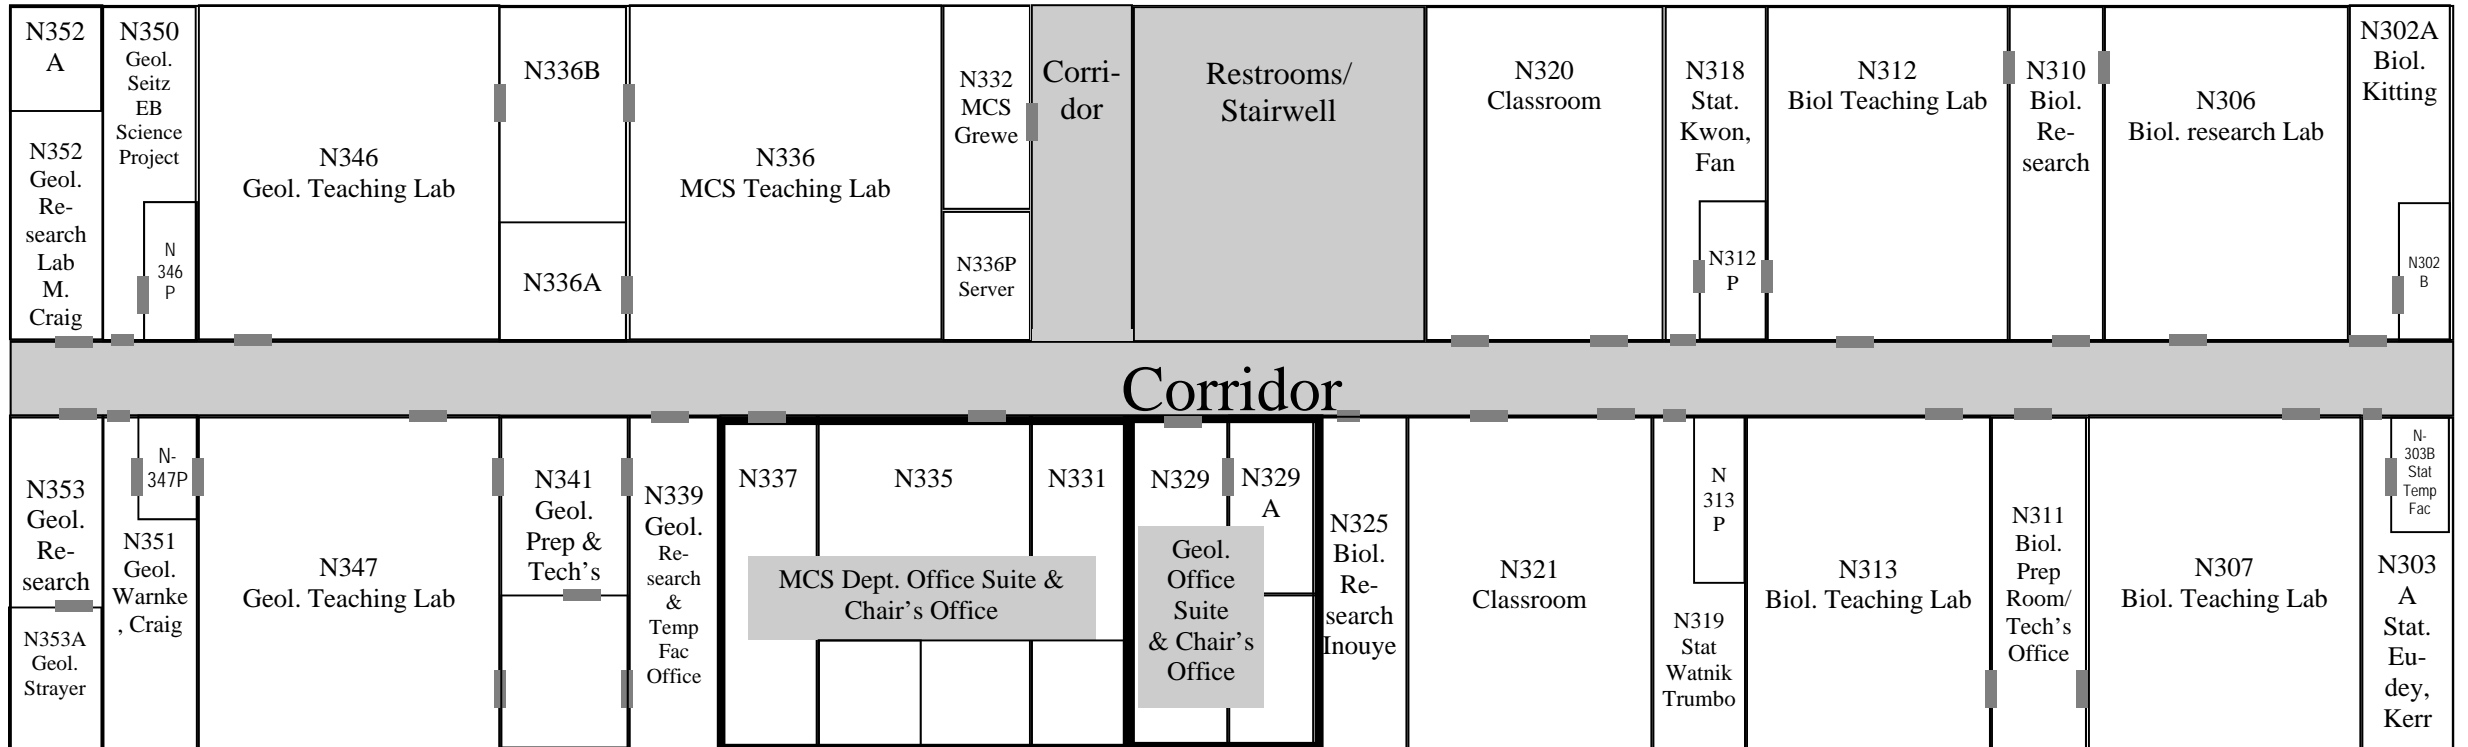 N352
A
N352
Geol.
Re-
search
Lab
M.
Craig
N350
Geol.
Seitz
EB
Science
Project
N
346
P
N346
Geol. Teaching Lab
N336B
N336A
N336
MCS Teaching Lab
N332
MCS
Grewe
N336P
Server
Corri-
dor
Restrooms/
Stairwell
N320
Classroom
N318
Stat.
Kwon,
Fan
N312
P
N312
Biol Teaching Lab
N310
Biol.
Re-
search
N306
Biol. research Lab
N302A
Biol.
Kitting
N302
B
Corridor
N353
Geol.
Re-
search
N353A
Geol.
Strayer
N-
347P
N351
Geol.
Warnke
, Craig
N347
Geol. Teaching Lab
N341
Geol.
Prep &
Tech's
N339
Geol.
Re-
search
&
Temp
Fac
Office
N337
N335
N331
MCS Dept. Office Suite &
Chair's Office
N329
N329
A
Geol.
Office
Suite
& Chair's
Office
N325
Biol.
Re-
search
Inouye
N321
Classroom
N
313
P
N319
Stat
Watnik
Trumbo
N313
Biol. Teaching Lab
N311
Biol.
Prep
Room/
Tech's
Office
N307
Biol. Teaching Lab
N-
303B
Stat
Temp
Fac
N303
A
Stat.
Eu-
dey,
Kerr